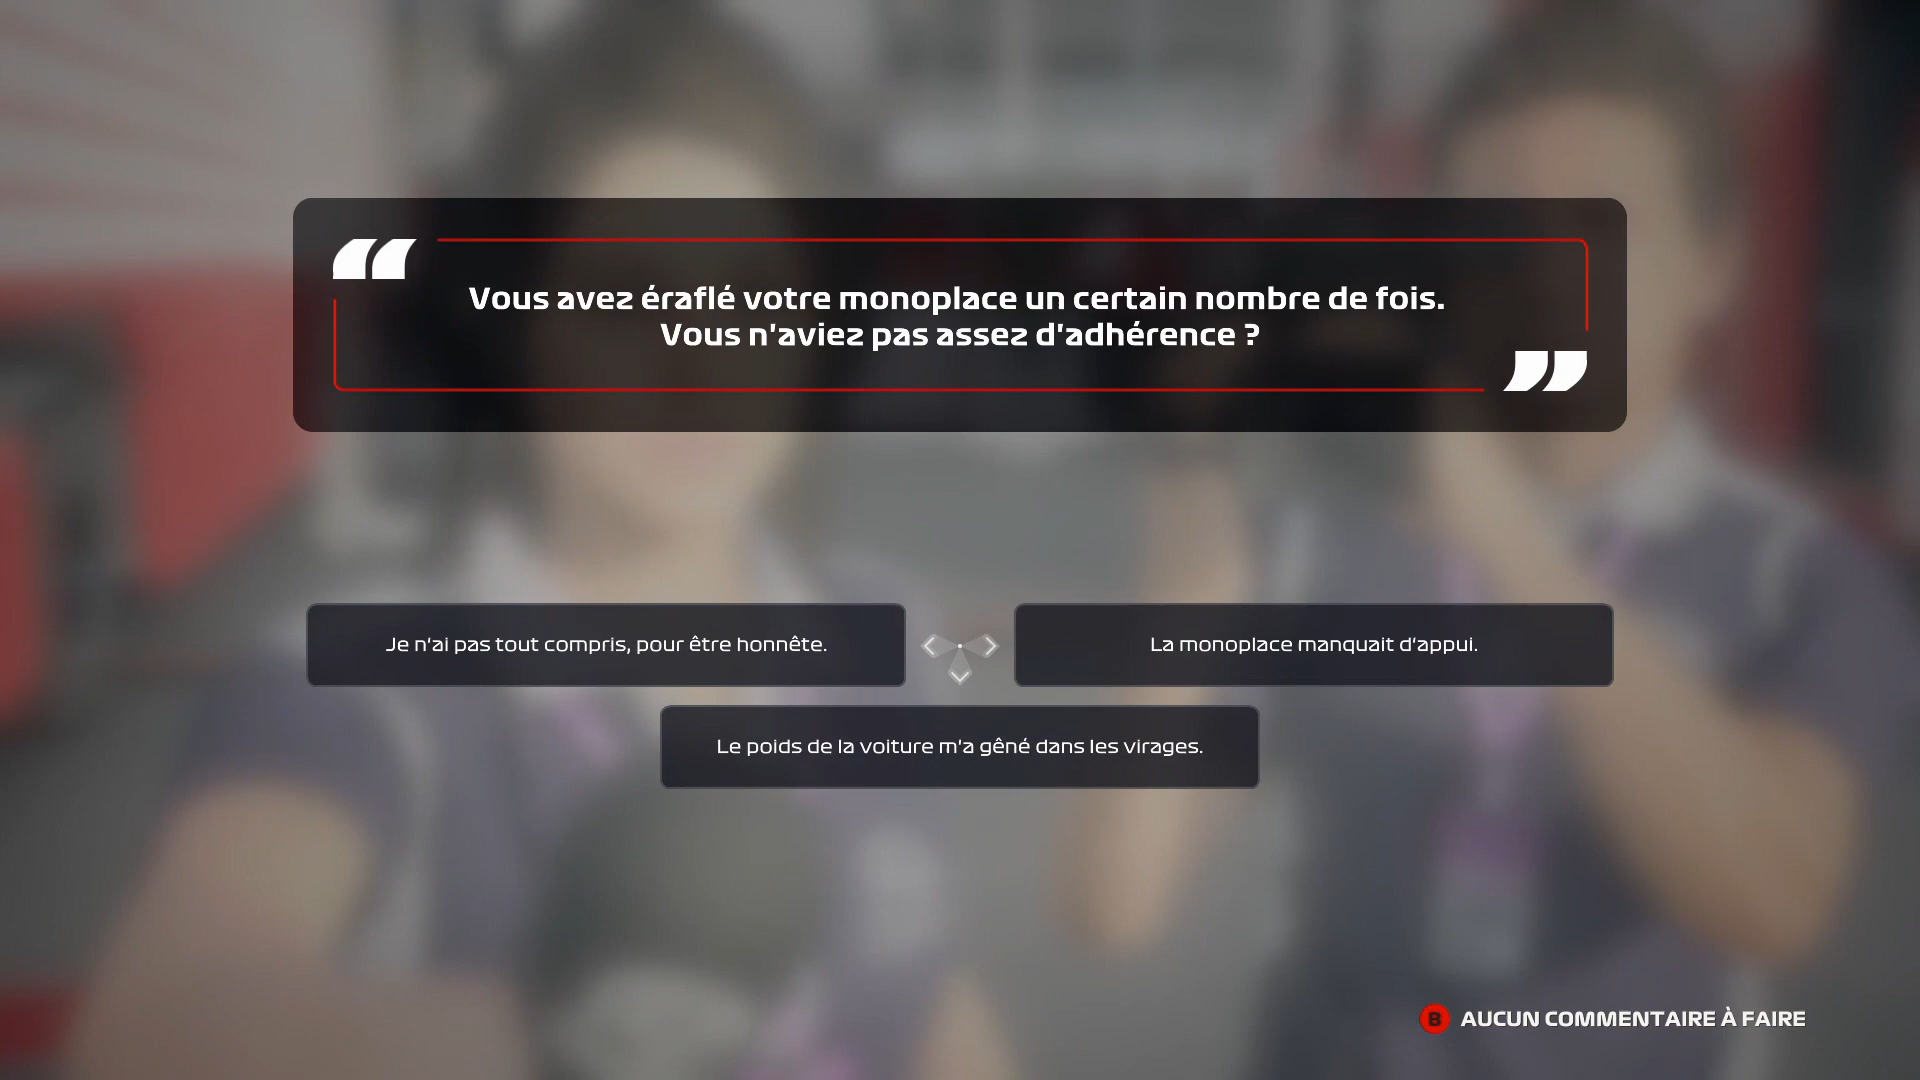 Vous avez éraflé votre monoplace un certain nombre de fois.
Vous n'aviez pas assez d'adhérence ?
Je n'ai pas tout compris, pour être honnête.
La monoplace manquait d'appui.
Le poids de la voiture m'a gêné dans les virages.
B AUCUN COMMENTAIRE À FAIRE